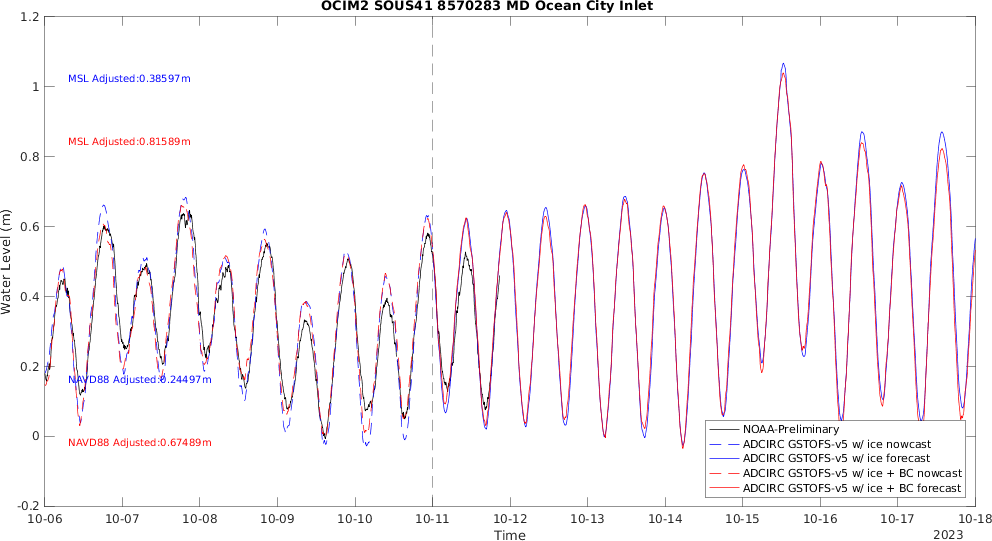 OCIM2 SOUS41 8570283 MD Ocean City Inlet
1.2
1
0.8
0.6
0.4
0.2
0
-0.2
Water Level (m)
MSL Adjusted:0.38597m
MSL Adjusted:0.81589m
NAVD88 Adjusted:0.24497m
NAVD88 Adjusted:0.67489m
NOAA-Preliminary
ADCIRC GSTOFS-v5 w/ ice nowcast
ADCIRC GSTOFS-v5 w/ ice forecast
ADCIRC GSTOFS-v5 w/ ice + BC nowcast
ADCIRC GSTOFS-v5 w/ ice + BC forecast
10-06 10-07 10-08 10-09 10-10 10-11 10-12 10-13 10-14 10-15 10-16 10-17 10-18
Time
2023